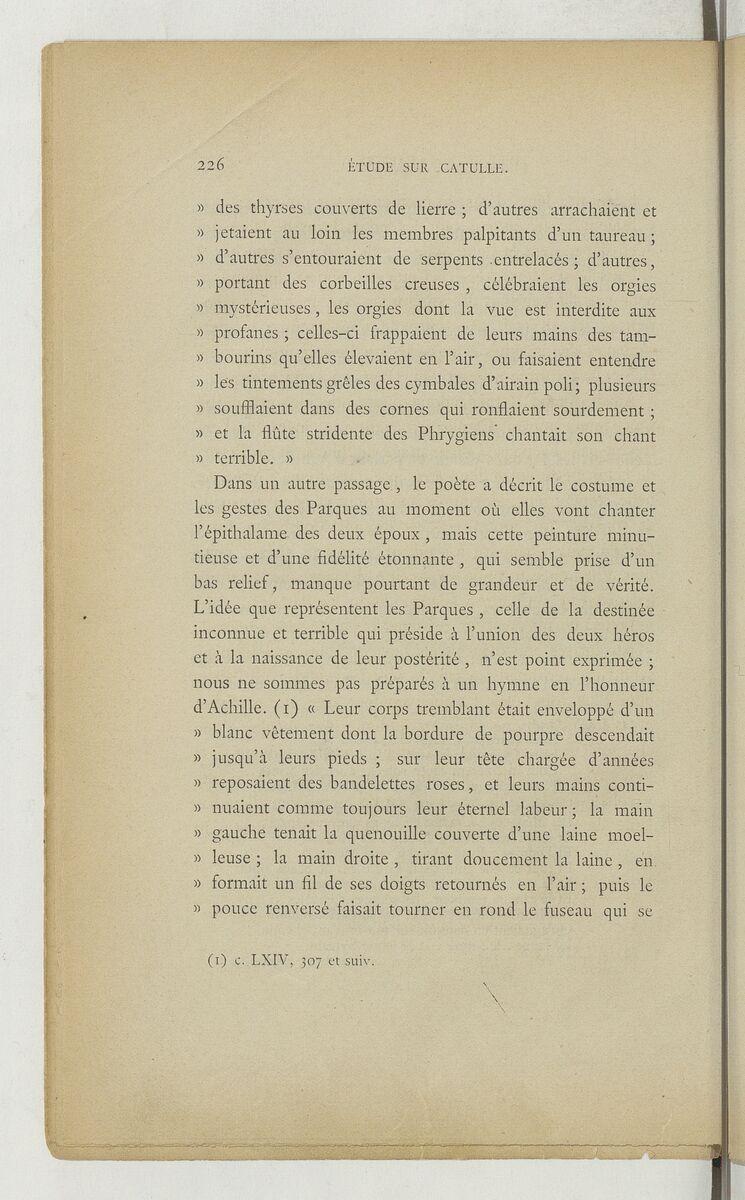 226 ÉTUDE SUR CATULLE.
» des thyrses couverts de lierre ; d'autres arrachaient et
» jetaient au loin les membres palpitants d'un taureau ;
» d'autres s'entouraient de serpents entrelacés ; d'autres,
» portant des corbeilles creuses , célébraient les orgies
» mystérieuses , les orgies dont la vue est interdite aux
» profanes ; celles-ci frappaient de leurs mains des tam-
» bourins qu'elles élevaient en l'air, ou faisaient entendre
» les tintements grêles des cymbales d'airain poli ; plusieurs
» soufflaient dans des cornes qui ronflaient sourdement ;
» et la flûte stridente des Phrygiens chantait son chant
» terrible. »
Dans un autre passage , le poète a décrit le costume et
les gestes des Parques au moment où elles vont chanter
l'épithalame des deux époux , mais cette peinture minu-
tieuse et d'une fidélité étonnante , qui semble prise d'un
bas relief, manque pourtant de grandeur et de vérité.
L'idée que représentent les Parques , celle de la destinée
inconnue et terrible qui préside à l'union des deux héros
et à la naissance de leur postérité , n'est point exprimée ;
nous ne sommes pas préparés à un hymne en l'honneur
d'Achille. (1) « Leur corps tremblant était enveloppé d'un
» blanc vêtement dont la bordure de pourpre descendait
» jusqu'à leurs pieds ; sur leur tête chargée d'années
» reposaient des bandelettes roses, et leurs mains conti-
» nuaient comme toujours leur éternel labeur ; la main
» gauche tenait la quenouille couverte d'une laine moel-
» leuse ; la main droite , tirant doucement la laine , en
» formait un fil de ses doigts retournés en l'air ; puis le
» pouce renversé faisait tourner en rond le fuseau qui se
(1) c. LXIV, 307 et suiv.